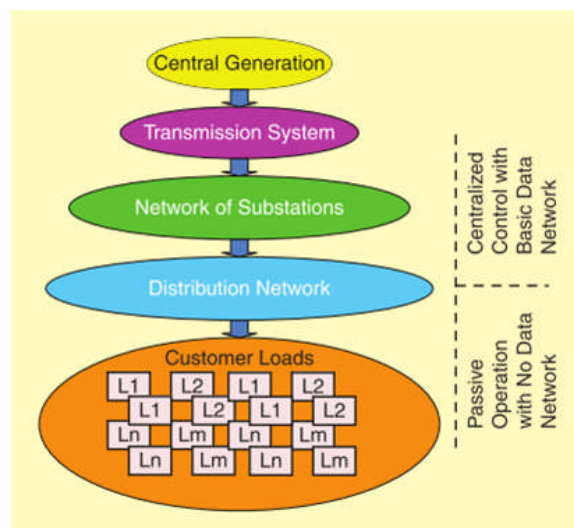 Central Generation
Transmission System
Network of Substations
Distribution Network
Customer Loads
L1 L2 L1 L2
L1 L2 L1 L2
Ln Lm Ln Lm
Ln Lm Ln Lm
Centralized
Control with
Basic Data
Network
Passive
Operation
with No Data
Network